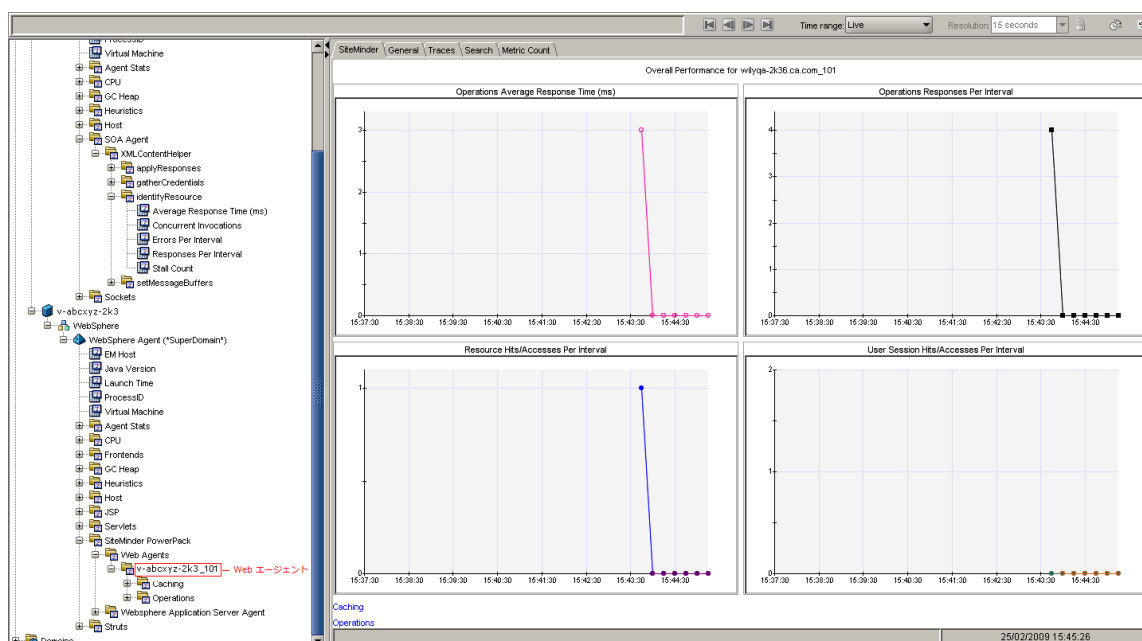 Time range: Live
Resolution: 15 seconds
Virtual Machine
Agent Stats
CPU
GC Heap
Heuristics
Host
SOA Agent
XMLContentHelper
applyResponses
gatherCredentials
identifyResource
Average Response Time (ms)
Concurrent Invocations
Errors Per Interval
Responses Per Interval
Stall Count
setMessageBuffers
Sockets
v-abcxyz-2k3
WebSphere
WebSphere Agent (*SuperDomain*)
EM Host
Java Version
Launch Time
ProcessID
Virtual Machine
Agent Stats
CPU
Frontends
GC Heap
Heuristics
Host
JSP
Servlets
SiteMinder PowerPack
Web Agents
v-abcxyz-2k3_101 Web エージェント
Caching
Operations
Websphere Application Server Agent
Struts
SiteMinder General Traces Search Metric Count
Overall Performance for wilyqa-2k36.ca.com_101
Operations Average Response Time (ms)
3
2
1
0
15:37:30 15:38:30 15:39:30 15:40:30 15:41:30 15:42:30 15:43:30 15:44:30
Operations Responses Per Interval
4
3
2
1
0
15:37:30 15:38:30 15:39:30 15:40:30 15:41:30 15:42:30 15:43:30 15:44:30
Resource Hits/Accesses Per Interval
1
0
15:37:30 15:38:30 15:39:30 15:40:30 15:41:30 15:42:30 15:43:30 15:44:30
User Session Hits/Accesses Per Interval
2
1
0
15:37:30 15:38:30 15:39:30 15:40:30 15:41:30 15:42:30 15:43:30 15:44:30
Caching
Operations
25/02/2009 15:45:26